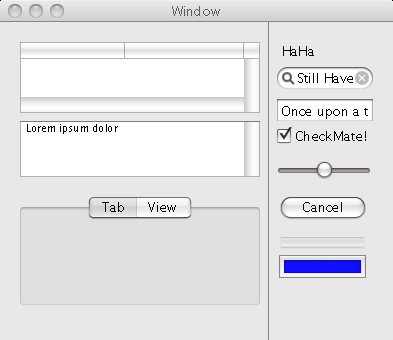 Window
HaHa
Still Have
Once upon a t
Lorem ipsum dolor
CheckMate!
Tab View
Cancel